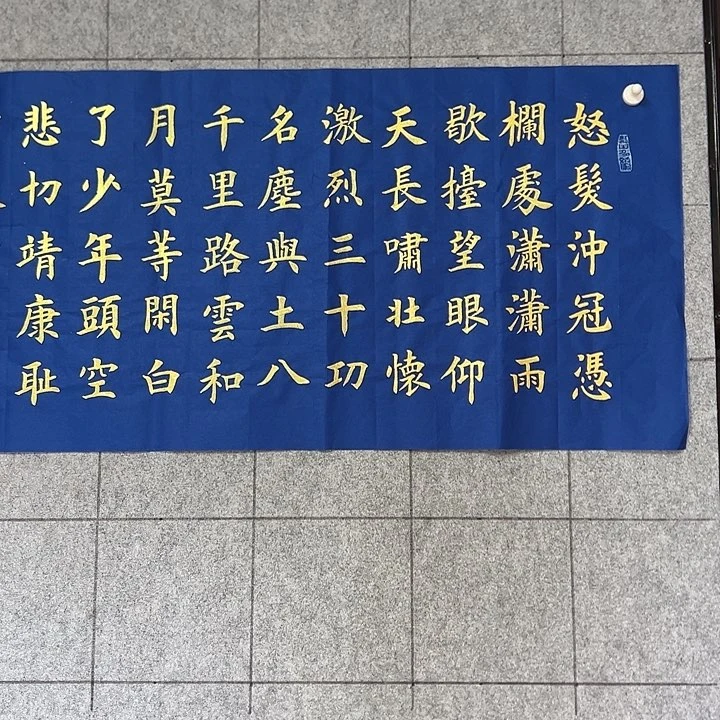 怒髮沖冠憑
欄處瀟瀟雨
歇擡望眼仰
天長嘯壯懷
激烈三十功
名塵與土八
千里路雲和
月莫等閑白
了少年頭空
悲切靖康耻